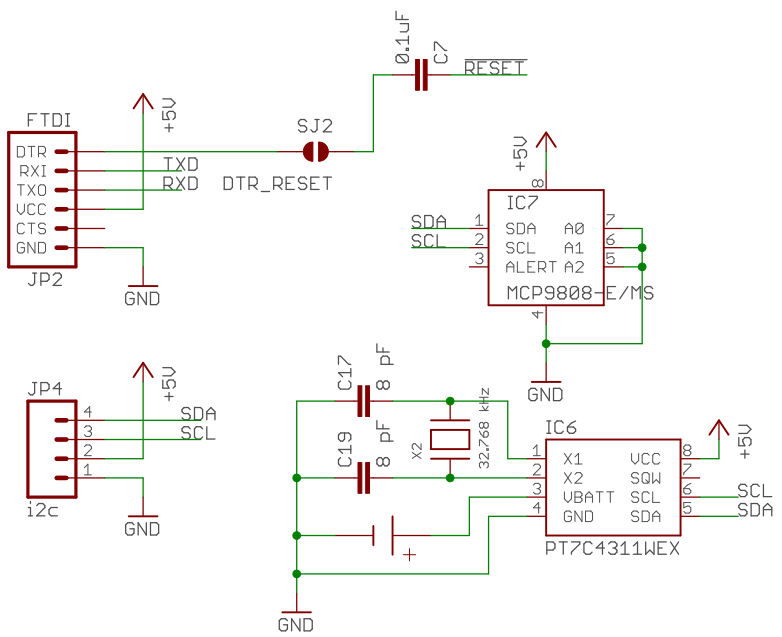 0.1uF
C7
RESET
FTDI
+5V
SJ2
DTR_RESET
DTR
RXI
TXO
VCC
CTS
GND
TXD
RXD
JP2
GND
+5V
8
IC7
SDA
SCL
1
2
3
SDA
SCL
ALERT
A0
A1
A2
7
6
5
MCP9808-E/MS
4
GND
JP4
+5V
4
3
2
1
SDA
SCL
i2c
GND
C17
8 pF
C19
8 pF
X2
32.768 kHz
IC6
+5V
1
2
3
4
X1
X2
VBATT
GND
VCC
SQW
SCL
SDA
8
7
6
5
SCL
SDA
PT7C4311WEX
+
GND